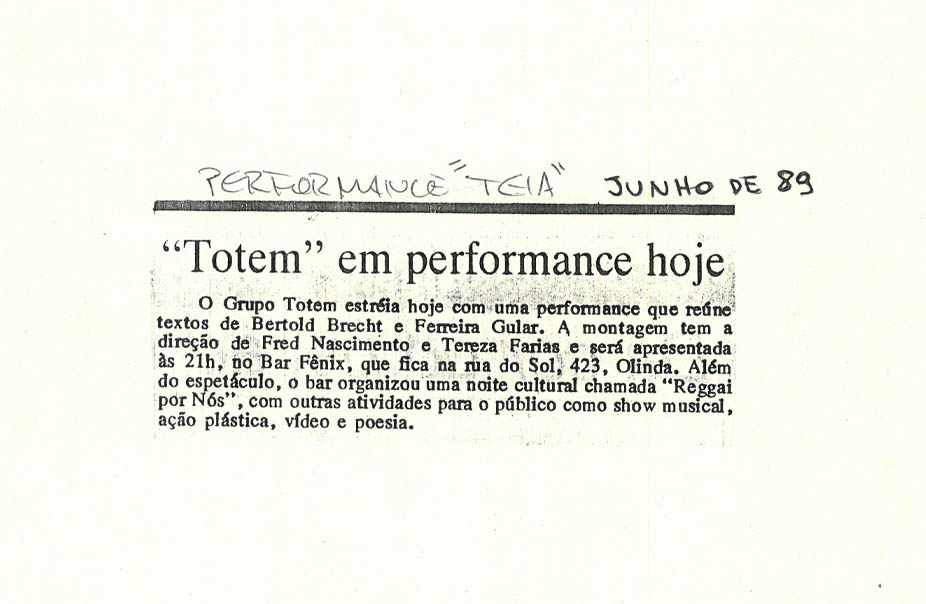 PERFORMANCE "TEIA" JUNHO DE 89
"Totem" em performance hoje
O Grupo Totem estréia hoje com uma performance que reúne
textos de Bertold Brecht e Ferreira Gular. A montagem tem a
direção de Fred Nascimento e Tereza Farias e será apresentada
às 21h, no Bar Fênix, que fica na rua do Sol, 423, Olinda. Além
do espetáculo, o bar organizou uma noite cultural chamada "Reggai
por Nós", com outras atividades para o público como show musical,
ação plástica, vídeo e poesia.